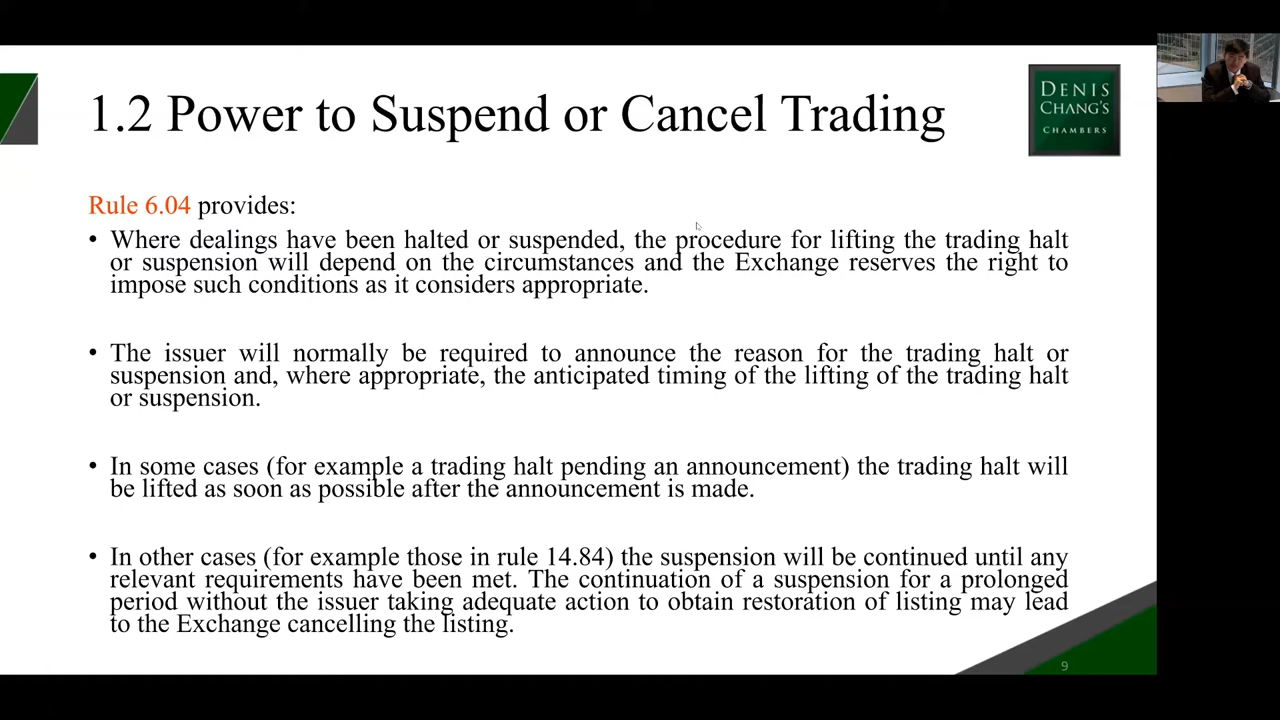 1.2 Power to Suspend or Cancel Trading
DENIS
CHANG'S
CHAMBERS
Rule 6.04 provides:
• Where dealings have been halted or suspended, the procedure for lifting the trading halt
or suspension will depend on the circumstances and the Exchange reserves the right to
impose such conditions as it considers appropriate.
• The issuer will normally be required to announce the reason for the trading halt or
suspension and, where appropriate, the anticipated timing of the lifting of the trading halt
or suspension.
• In some cases (for example a trading halt pending an announcement) the trading halt will
be lifted as soon as possible after the announcement is made.
• In other cases (for example those in rule 14.84) the suspension will be continued until any
relevant requirements have been met. The continuation of a suspension for a prolonged
period without the issuer taking adequate action to obtain restoration of listing may lead
to the Exchange cancelling the listing.
9